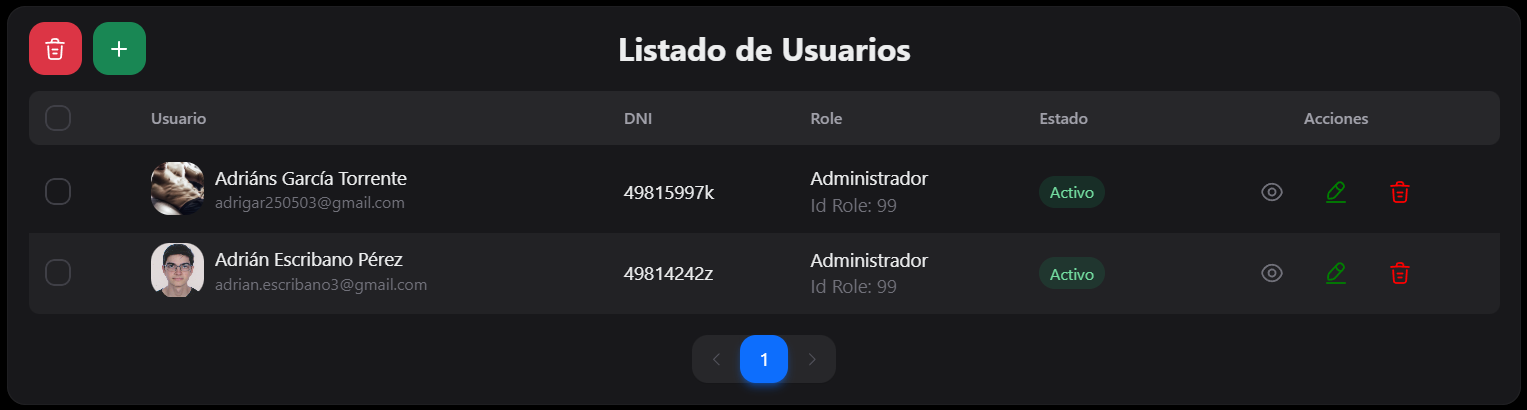 Listado de Usuarios
Usuario DNI Role Estado Acciones
Adriáns García Torrente
adrigar250503@gmail.com
49815997k
Administrador
Id Role: 99
Activo
Adrián Escribano Pérez
adrian.escribano3@gmail.com
49814242z
Administrador
Id Role: 99
Activo
1